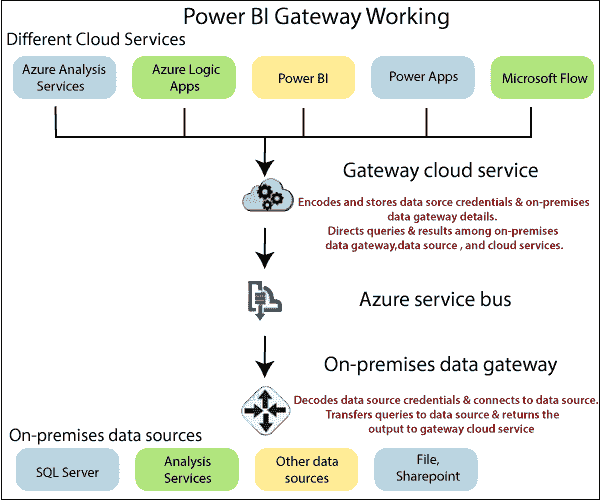 Power BI Gateway Working
Different Cloud Services
Azure Analysis
Services
Azure Logic
Apps
Power BI
Power Apps
Microsoft Flow
Gateway cloud service
Encodes and stores data sorce credentials & on-premises
data gateway details.
Directs queries & results among on-premises
data gateway,data source , and cloud services.
Azure service bus
On-premises data gateway
Decodes data source credentials & connects to data source.
Transfers queries to data source & returns the
output to gateway cloud service
On-premises data sources
SQL Server
Analysis
Services
Other data
sources
File,
Sharepoint